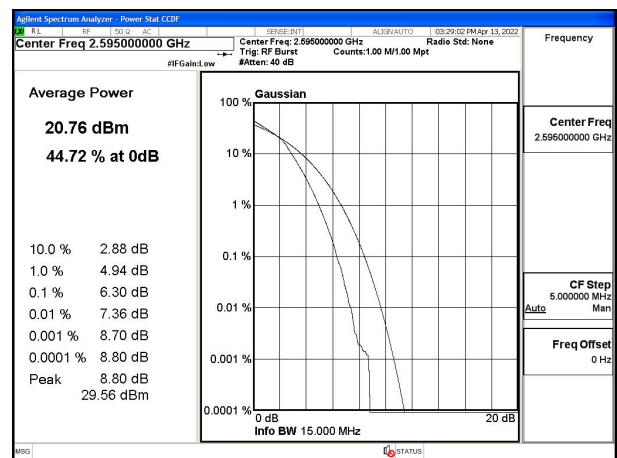 Agilent Spectrum Analyzer - Power Stat CCDF
RL RF 50 Ω AC SENSE:INT ALIGN AUTO 03:29:02 PM Apr 13, 2022
Center Freq 2.595000000 GHz
Center Freq: 2.595000000 GHz Radio Std: None
Trig: RF Burst Counts:1.00 M/1.00 Mpt
#IFGain:Low #Atten: 40 dB
Frequency
Average Power
20.76 dBm
44.72 % at 0dB
10.0 % 2.88 dB
1.0 % 4.94 dB
0.1 % 6.30 dB
0.01 % 7.36 dB
0.001 % 8.70 dB
0.0001 % 8.80 dB
Peak 8.80 dB
29.56 dBm
Gaussian
100 %
10 %
1 %
0.1 %
0.01 %
0.001 %
0.0001 %
0 dB 20 dB
Info BW 15.000 MHz
Center Freq
2.595000000 GHz
CF Step
5.000000 MHz
Auto Man
Freq Offset
0 Hz
MSG STATUS